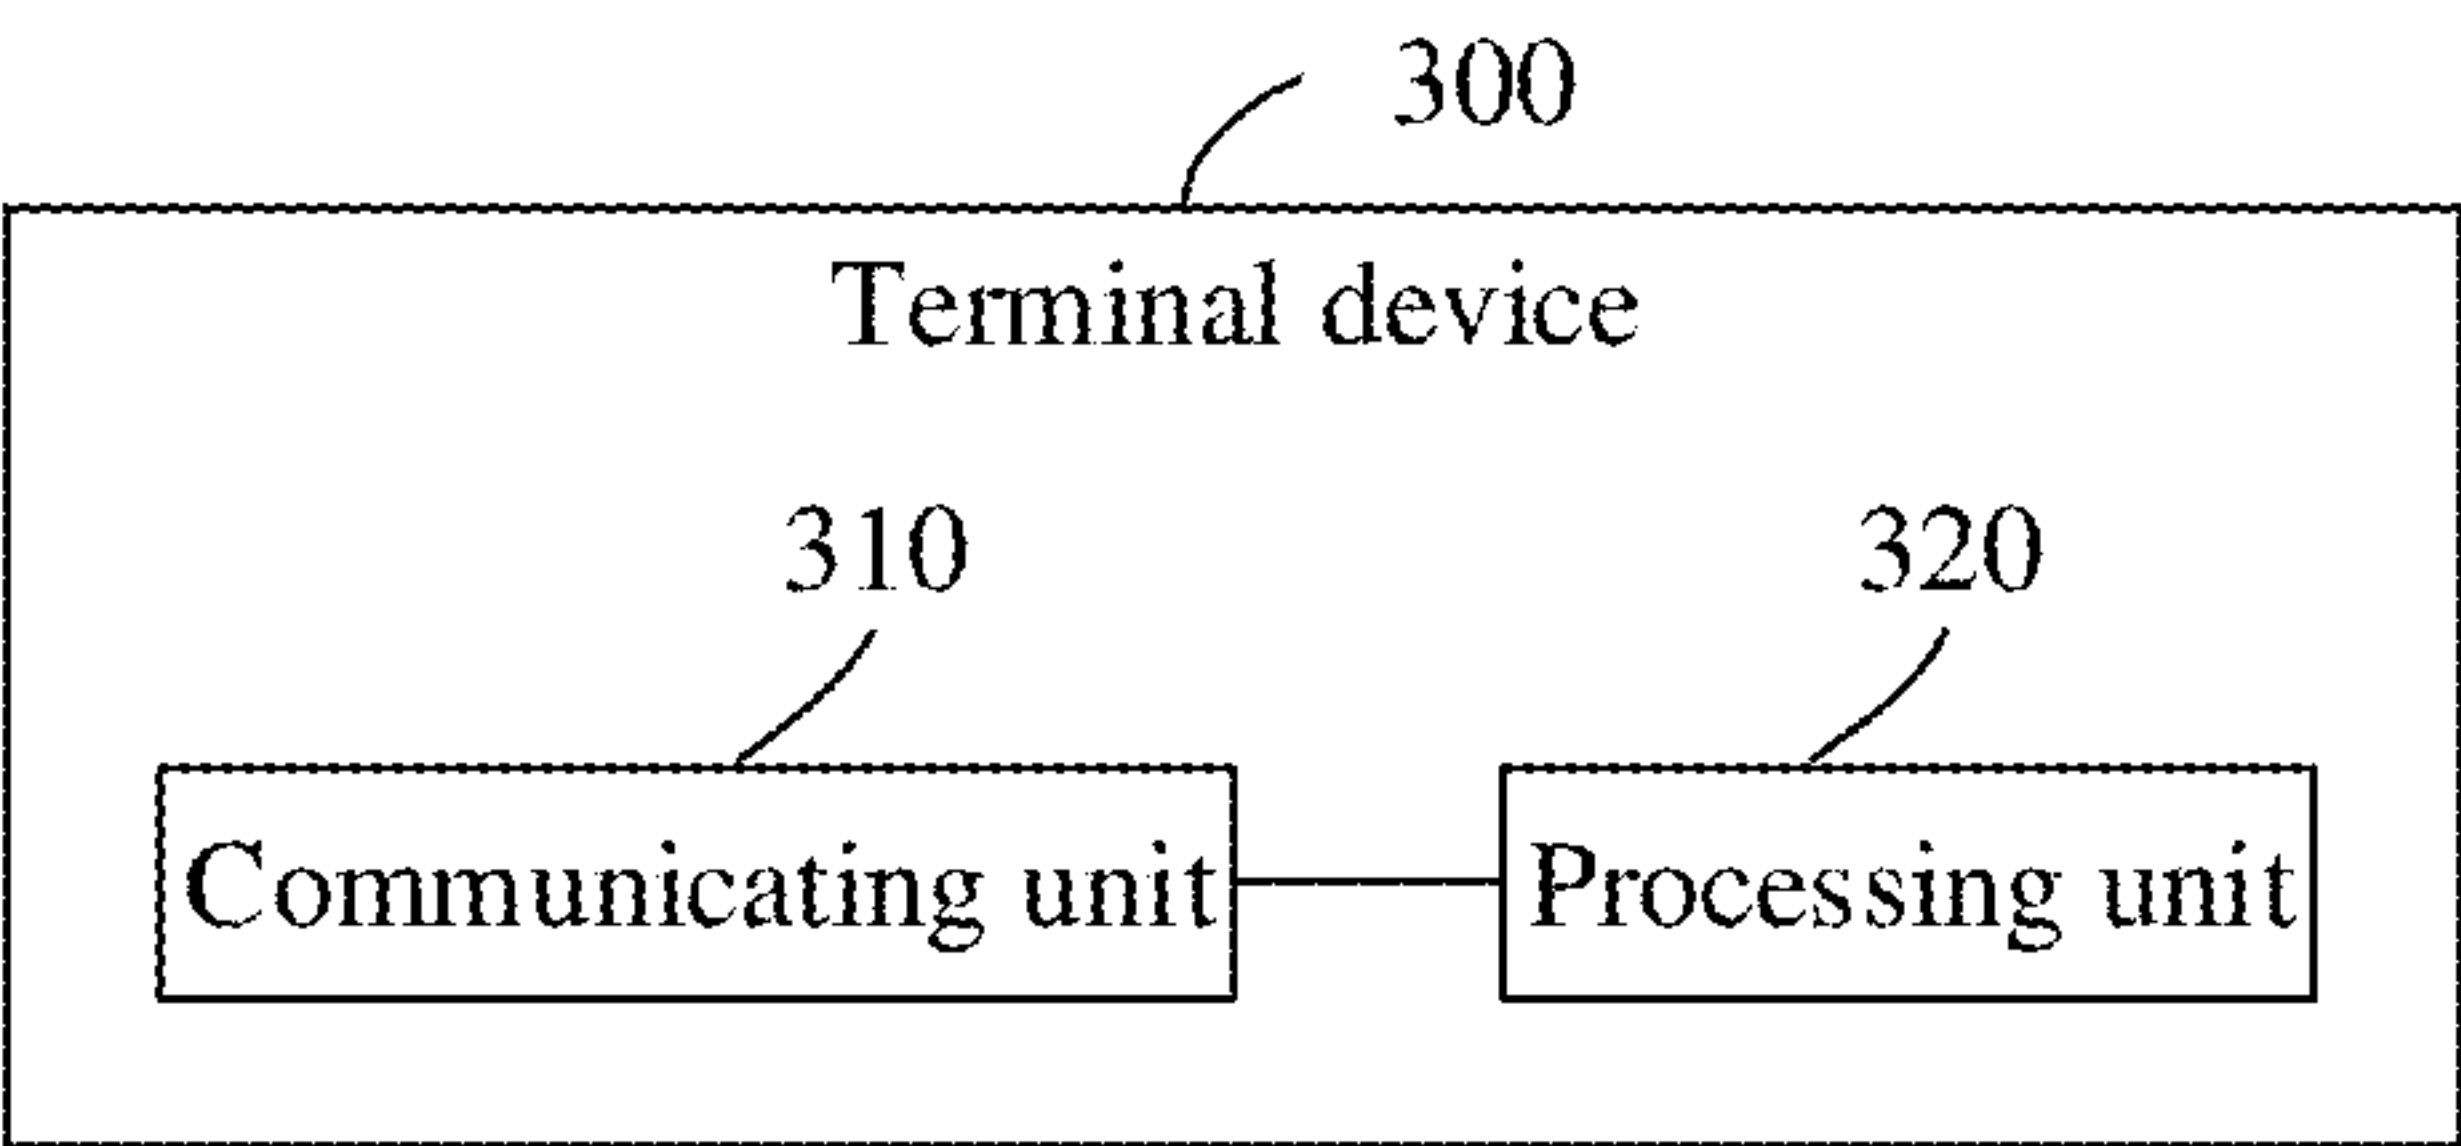 300
Terminal device
310
320
Communicating unit
Processing unit